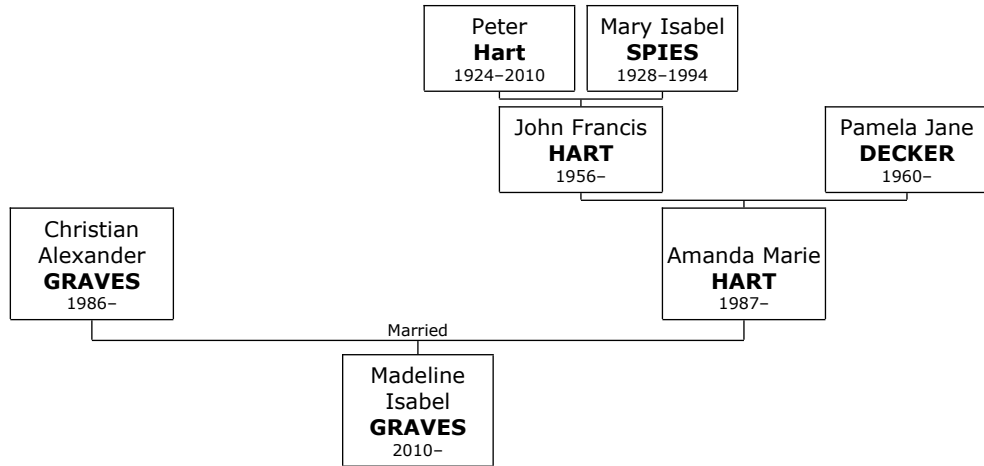 Peter
Hart
1924–2010
Mary Isabel
SPIES
1928–1994
John Francis
HART
1956–
Pamela Jane
DECKER
1960–
Christian
Alexander
GRAVES
1986–
Amanda Marie
HART
1987–
Married
Madeline
Isabel
GRAVES
2010–